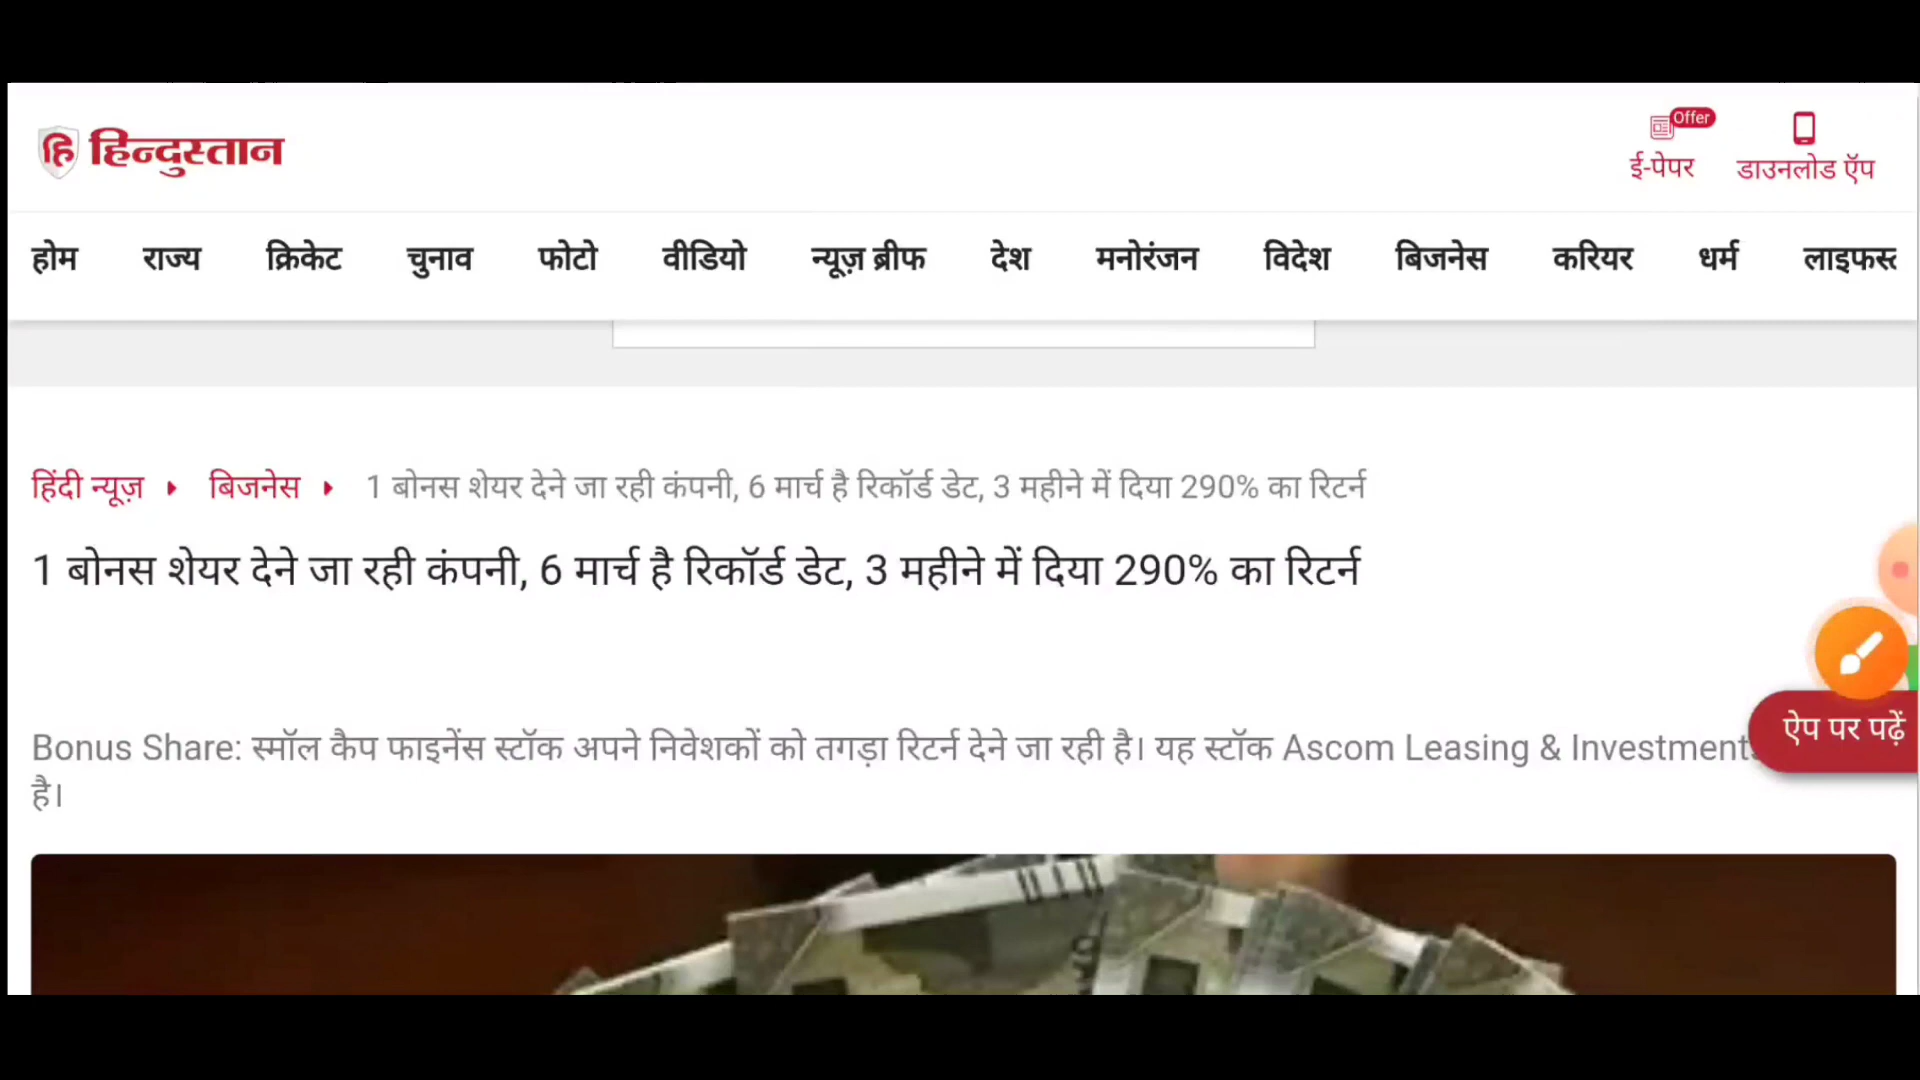 हि हिन्दुस्तान
Offer
ई-पेपर डाउनलोड ऍप
होम राज्य क्रिकेट चुनाव फोटो वीडियो न्यूज़ ब्रीफ देश मनोरंजन विदेश बिजनेस करियर धर्म लाइफस्ट
हिंदी न्यूज़ बिजनेस 1 बोनस शेयर देने जा रही कंपनी, 6 मार्च है रिकॉर्ड डेट, 3 महीने में दिया 290% का रिटर्न
1 बोनस शेयर देने जा रही कंपनी, 6 मार्च है रिकॉर्ड डेट, 3 महीने में दिया 290% का रिटर्न
ऐप पर पढ़ें
Bonus Share: स्मॉल कैप फाइनेंस स्टॉक अपने निवेशकों को तगड़ा रिटर्न देने जा रही है। यह स्टॉक Ascom Leasing & Investments
है।